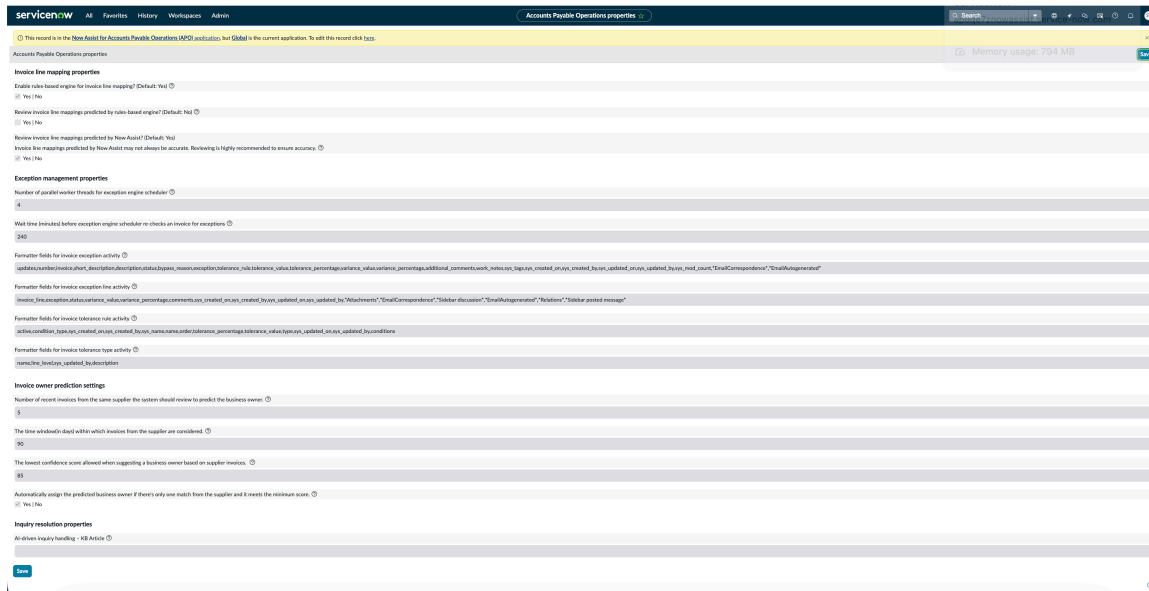 servicenow All Favorites History Workspaces Admin Accounts Payable Operations properties ☆ Search
This record is in the Now Assist for Accounts Payable Operations (APO) application, but Global is the current application. To edit this record click here.
Memory usage: 794 MB
Accounts Payable Operations properties Save
Invoice line mapping properties
Enable rules-based engine for invoice line mapping? (Default: Yes)
Yes | No
Review invoice line mappings predicted by rules-based engine? (Default: No)
Yes | No
Review invoice line mappings predicted by Now Assist? (Default: Yes)
Invoice line mappings predicted by Now Assist may not always be accurate. Reviewing is highly recommended to ensure accuracy.
Yes | No
Exception management properties
Number of parallel worker threads for exception engine scheduler
4
Wait time (minutes) before exception engine scheduler re-checks an invoice for exceptions
240
Formatter fields for invoice exception activity
updates,number,invoice,short_description,description,status,bypass_reason,exception,tolerance_rule,tolerance_value,tolerance_percentage,variance_value,variance_percentage,additional_comments,work_notes,sys_tags,sys_created_on,sys_created_by,sys_updated_on,sys_updated_by,sys_mod_count,"EmailCorrespondence","EmailAutogenerated"
Formatter fields for invoice exception line activity
invoice_line,exception,status,variance_value,variance_percentage,comments,sys_created_on,sys_created_by,sys_updated_on,sys_updated_by,"Attachments","EmailCorrespondence","Sidebar discussion","EmailAutogenerated","Relations","Sidebar posted message"
Formatter fields for invoice tolerance rule activity
active,condition_type,sys_created_on,sys_created_by,sys_name,name,order,tolerance_percentage,tolerance_value,type,sys_updated_on,sys_updated_by,conditions
Formatter fields for invoice tolerance type activity
name,line_level,sys_updated_by,description
Invoice owner prediction settings
Number of recent invoices from the same supplier the system should review to predict the business owner.
5
The time window(in days) within which invoices from the supplier are considered.
90
The lowest confidence score allowed when suggesting a business owner based on supplier invoices.
85
Automatically assign the predicted business owner if there's only one match from the supplier and it meets the minimum score.
Yes | No
Inquiry resolution properties
AI-driven inquiry handling – KB Article
Save